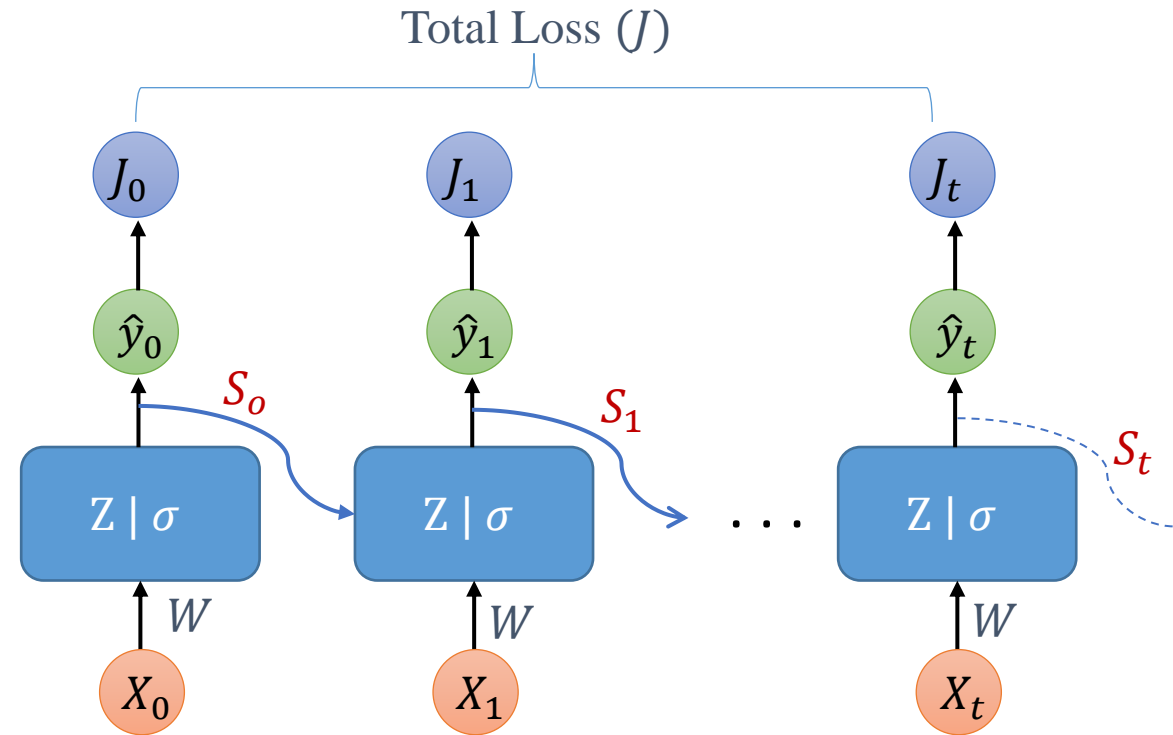 Total Loss (J)
J₀ J₁ Jₜ
ŷ₀ ŷ₁ ŷₜ
Sₒ S₁ Sₜ
Z | σ Z | σ . . . Z | σ
W W W
X₀ X₁ Xₜ